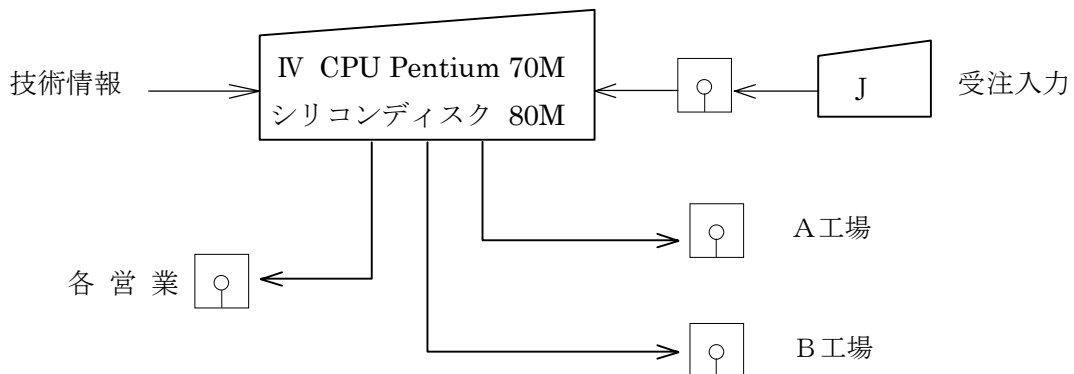 Ⅳ CPU Pentium 70M
シリコンディスク 80M
技術情報
J
受注入力
A工場
各営業
B工場